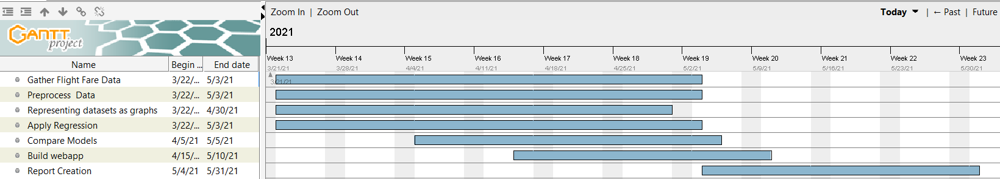 Zoom In | Zoom Out
Today ▼ | ← Past | Future
GANTT
project
2021
Name Begin ... End date
Week 13 Week 14 Week 15 Week 16 Week 17 Week 18 Week 19 Week 20 Week 21 Week 22 Week 23
3/21/21 3/28/21 4/4/21 4/11/21 4/18/21 4/25/21 5/2/21 5/9/21 5/16/21 5/23/21 5/30/21
3/21/21
Gather Flight Fare Data 3/22/... 5/3/21
Preprocess Data 3/22/... 5/3/21
Representing datasets as graphs 3/22/... 4/30/21
Apply Regression 3/22/... 5/3/21
Compare Models 4/5/21 5/5/21
Build webapp 4/15/... 5/10/21
Report Creation 5/4/21 5/31/21